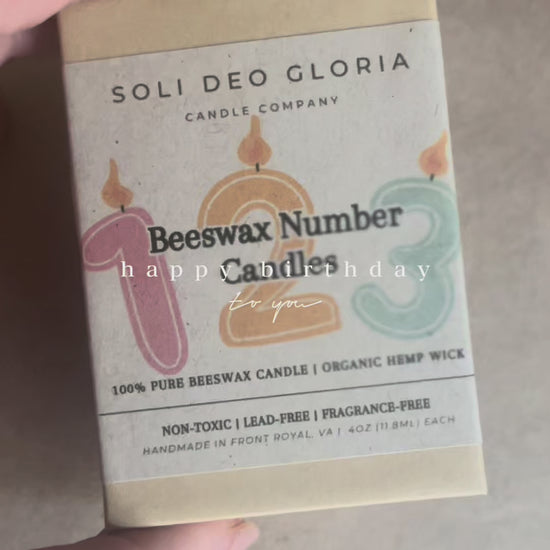 SOLI DEO GLORIA
CANDLE COMPANY
1 2 3
Beeswax Number
Candles
happy birthday
to you
100% PURE BEESWAX CANDLE | ORGANIC HEMP WICK
NON-TOXIC | LEAD-FREE | FRAGRANCE-FREE
HANDMADE IN FRONT ROYAL, VA | 4OZ (11.8ML) EACH